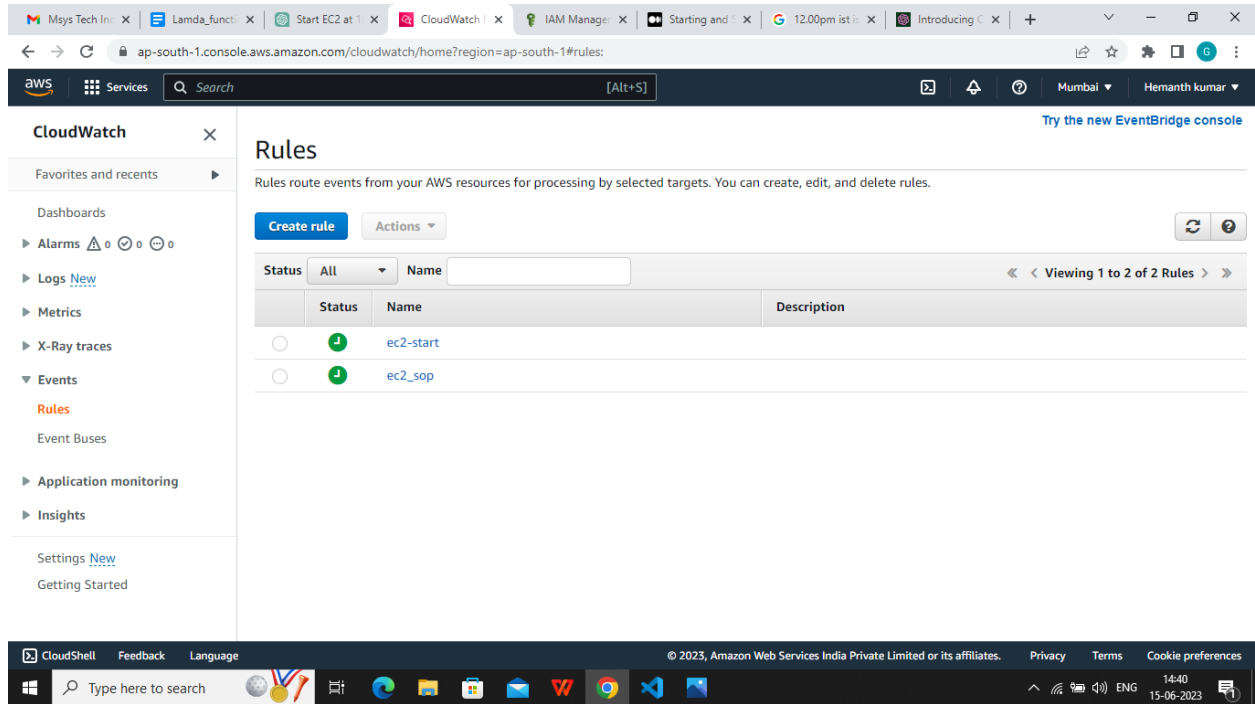 Msys Tech Inc
Lamda_functi
Start EC2 at 1
CloudWatch
IAM Manager
Starting and S
12.00pm ist is
Introducing C
ap-south-1.console.aws.amazon.com/cloudwatch/home?region=ap-south-1#rules:
G
aws
Services
Search
[Alt+S]
Mumbai
Hemanth kumar
CloudWatch
Try the new EventBridge console
Favorites and recents
Dashboards
Alarms 0 0 0
Logs New
Metrics
X-Ray traces
Events
Rules
Event Buses
Application monitoring
Insights
Settings New
Getting Started
Rules
Rules route events from your AWS resources for processing by selected targets. You can create, edit, and delete rules.
Create rule
Actions
Status All Name
« < Viewing 1 to 2 of 2 Rules > »
Status Name Description
ec2-start
ec2_sop
CloudShell Feedback Language
© 2023, Amazon Web Services India Private Limited or its affiliates. Privacy Terms Cookie preferences
Type here to search
ENG
14:40
15-06-2023
1